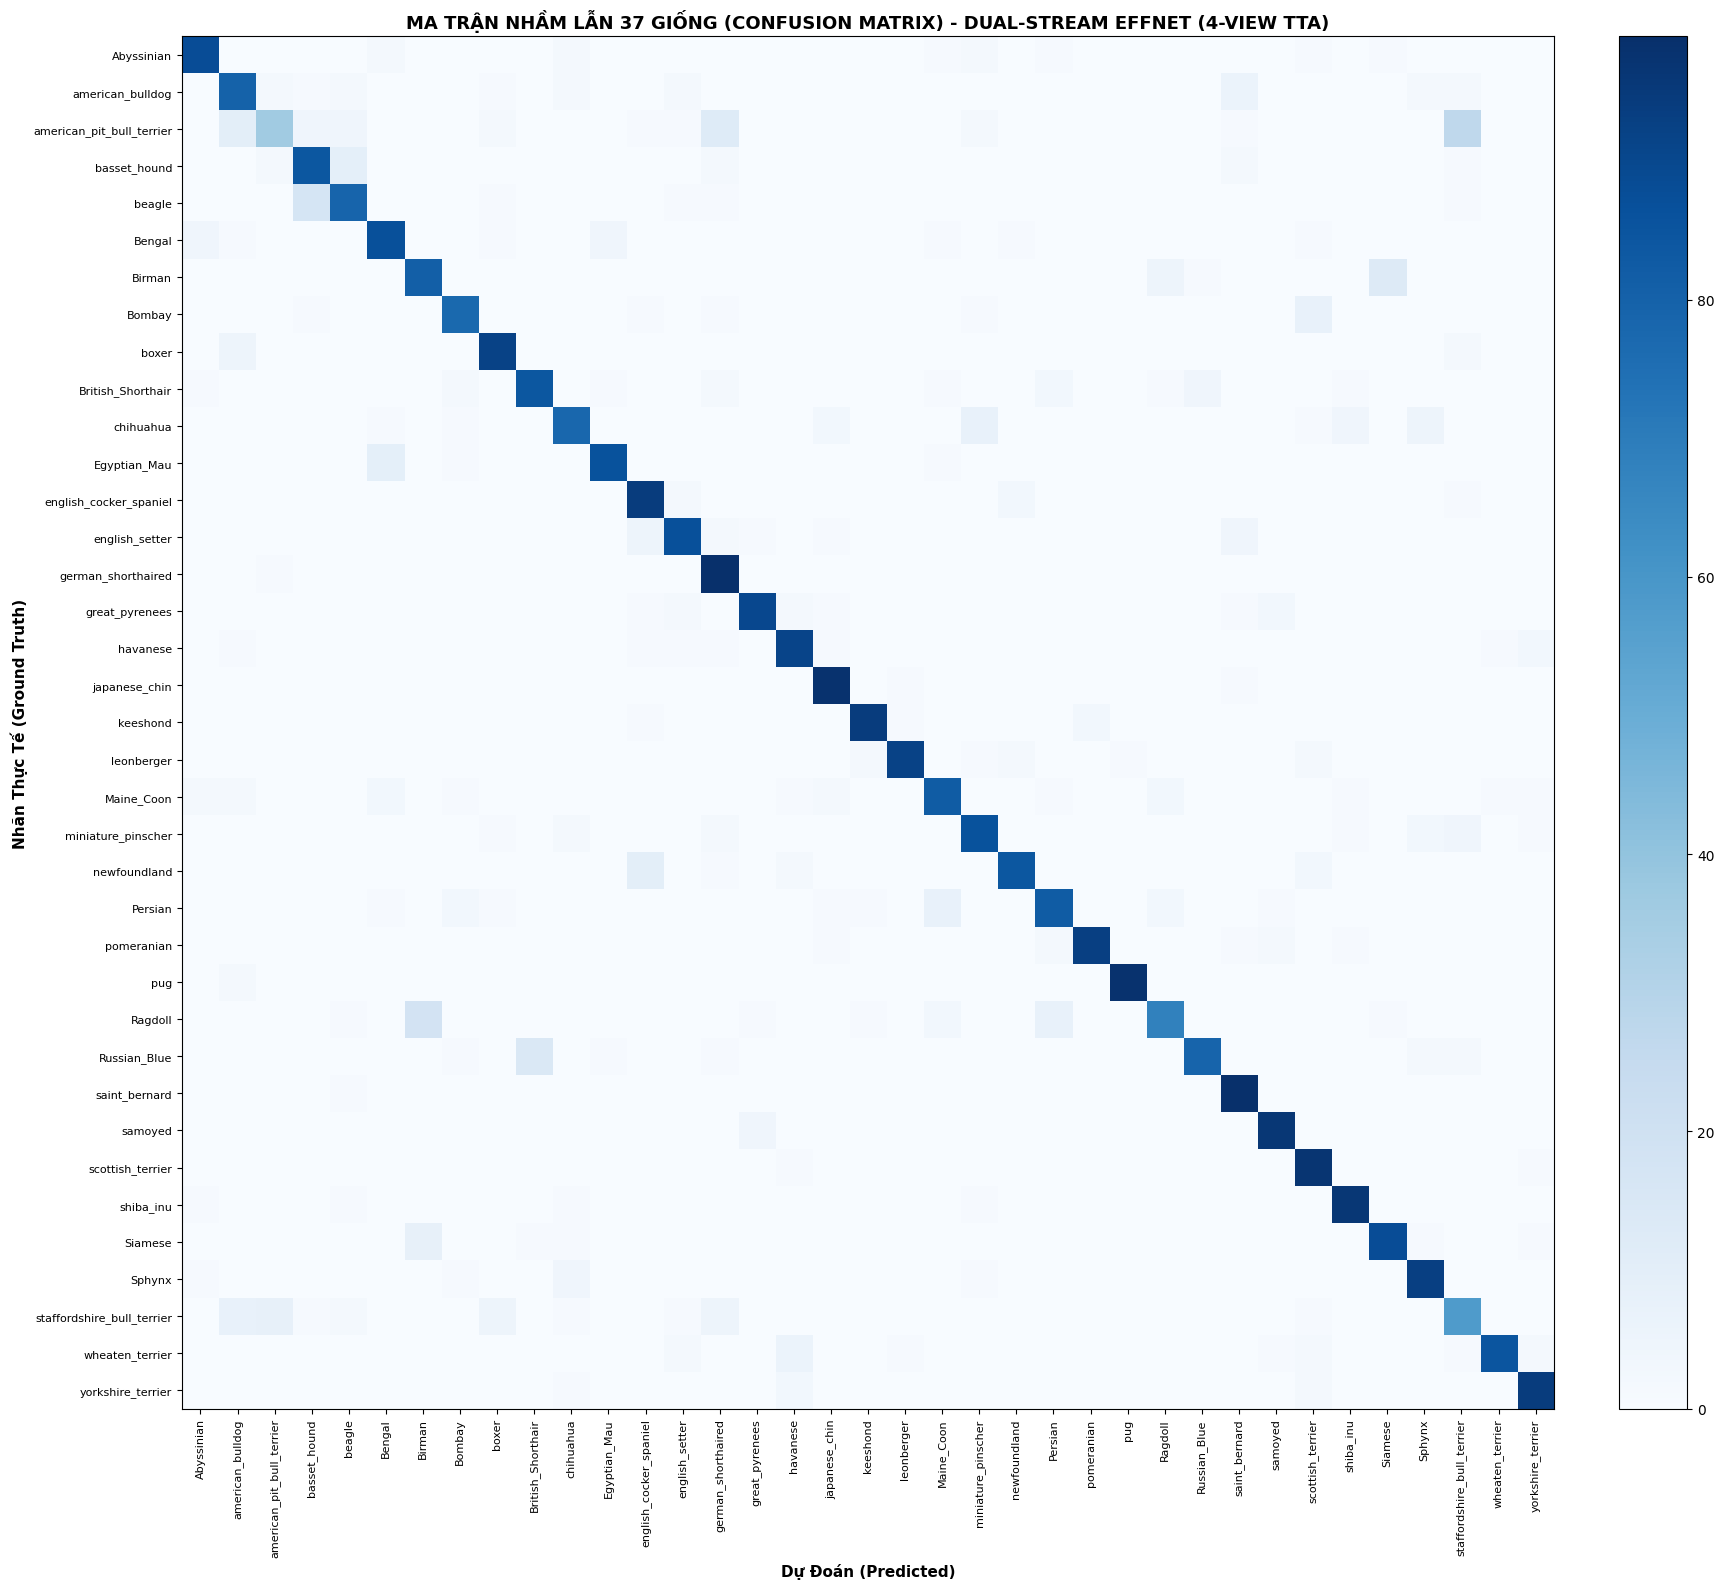 MA TRẬN NHẦM LẪN 37 GIỐNG (CONFUSION MATRIX) - DUAL-STREAM EFFNET (4-VIEW TTA)
Nhãn Thực Tế (Ground Truth)
Abyssinian
american_bulldog
american_pit_bull_terrier
basset_hound
beagle
Bengal
Birman
Bombay
boxer
British_Shorthair
chihuahua
Egyptian_Mau
english_cocker_spaniel
english_setter
german_shorthaired
great_pyrenees
havanese
japanese_chin
keeshond
leonberger
Maine_Coon
miniature_pinscher
newfoundland
Persian
pomeranian
pug
Ragdoll
Russian_Blue
saint_bernard
samoyed
scottish_terrier
shiba_inu
Siamese
Sphynx
staffordshire_bull_terrier
wheaten_terrier
yorkshire_terrier
Abyssinian
american_bulldog
american_pit_bull_terrier
basset_hound
beagle
Bengal
Birman
Bombay
boxer
British_Shorthair
chihuahua
Egyptian_Mau
english_cocker_spaniel
english_setter
german_shorthaired
great_pyrenees
havanese
japanese_chin
keeshond
leonberger
Maine_Coon
miniature_pinscher
newfoundland
Persian
pomeranian
pug
Ragdoll
Russian_Blue
saint_bernard
samoyed
scottish_terrier
shiba_inu
Siamese
Sphynx
staffordshire_bull_terrier
wheaten_terrier
yorkshire_terrier
Dự Đoán (Predicted)
80
60
40
20
0